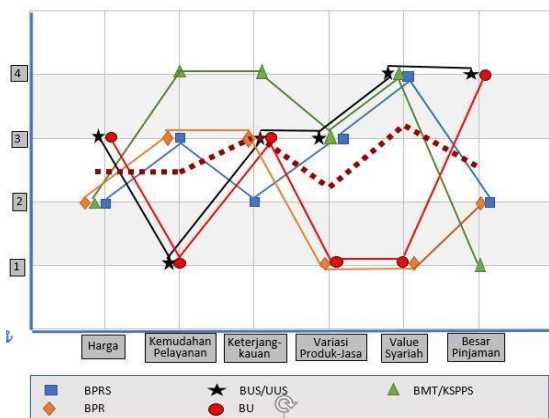 4
3
2
1
Harga
Kemudahan
Pelayanan
Keterjang-
kauan
Variasi
Produk-Jasa
Value
Syariah
Besar
Pinjaman
BPRS
BUS/UUS
BMT/KSPPS
BPR
BU